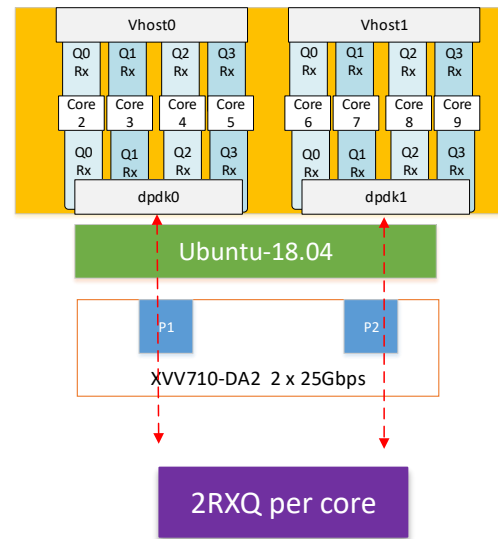 Vhost0
Vhost1
Q0 Rx
Q1 Rx
Q2 Rx
Q3 Rx
Q0 Rx
Q1 Rx
Q2 Rx
Q3 Rx
Core 2
Core 3
Core 4
Core 5
Core 6
Core 7
Core 8
Core 9
Q0 Rx
Q1 Rx
Q2 Rx
Q3 Rx
Q0 Rx
Q1 Rx
Q2 Rx
Q3 Rx
dpdk0
dpdk1
Ubuntu-18.04
P1
P2
XVV710-DA2 2 x 25Gbps
2RXQ per core